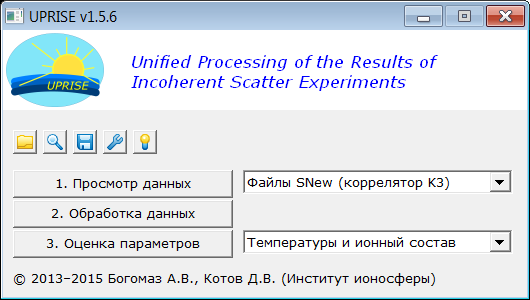 UPRISE v1.5.6
Unified Processing of the Results of
Incoherent Scatter Experiments
UPRISE
1. Просмотр данных
Файлы SNew (коррелятор К3)
2. Обработка данных
3. Оценка параметров
Температуры и ионный состав
© 2013–2015 Богомаз А.В., Котов Д.В. (Институт ионосферы)